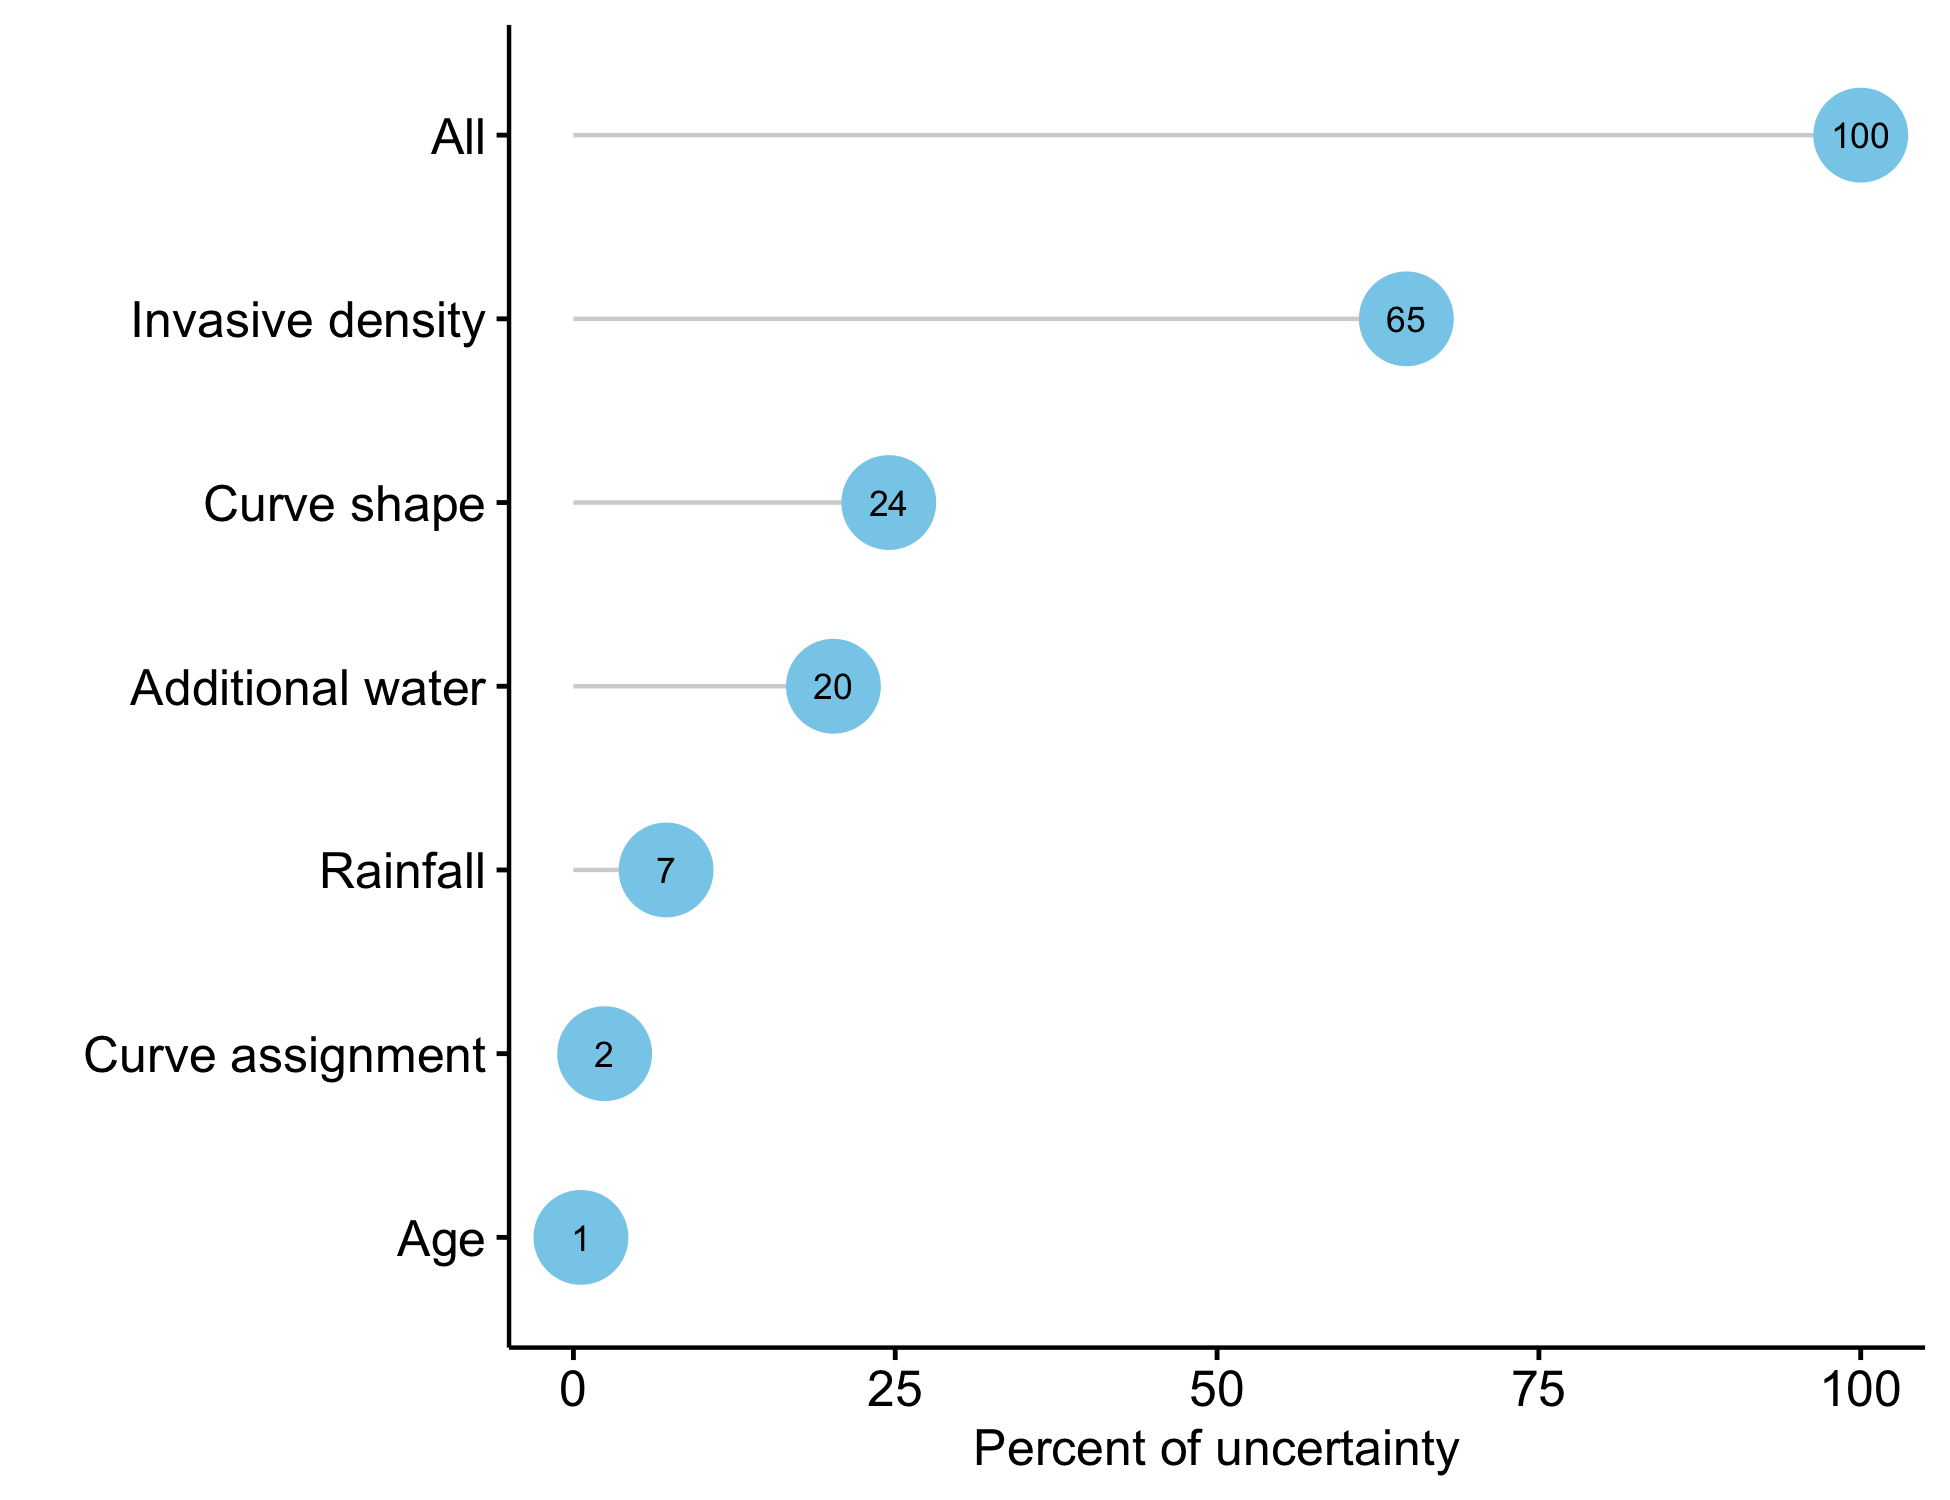 All
100
Invasive density
65
Curve shape
24
Additional water
20
Rainfall
7
Curve assignment
2
Age
1
0 25 50 75 100
Percent of uncertainty